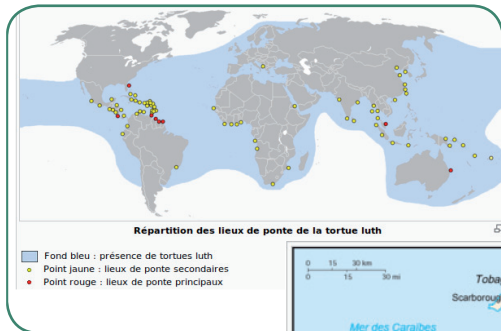 Répartition des lieux de ponte de la tortue luth
Fond bleu : présence de tortues luth
Point jaune : lieux de ponte secondaires
Point rouge : lieux de ponte principaux
0 15 30 km
0 15 30 mi
Toba
Scarboroug
Mer des Caraïbes